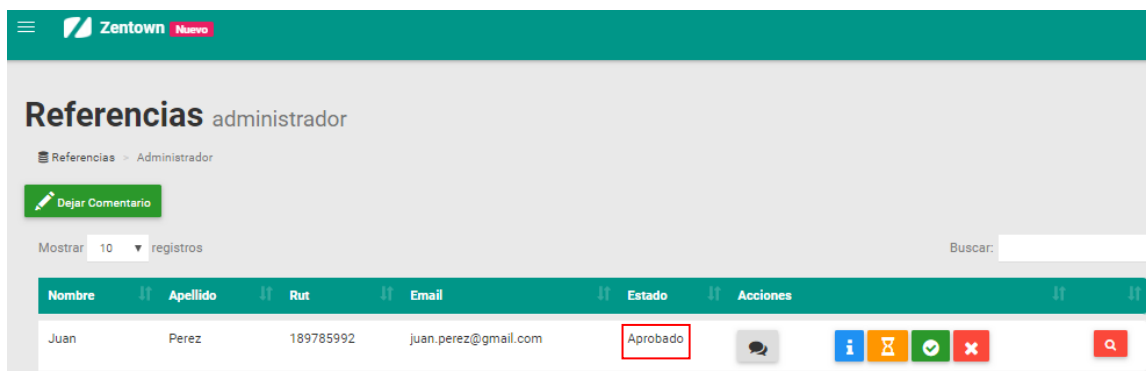 Zentown Nuevo
Referencias administrador
Referencias > Administrador
Dejar Comentario
Mostrar 10 registros Buscar:
Nombre Apellido Rut Email Estado Acciones
Juan Perez 189785992 juan.perez@gmail.com Aprobado